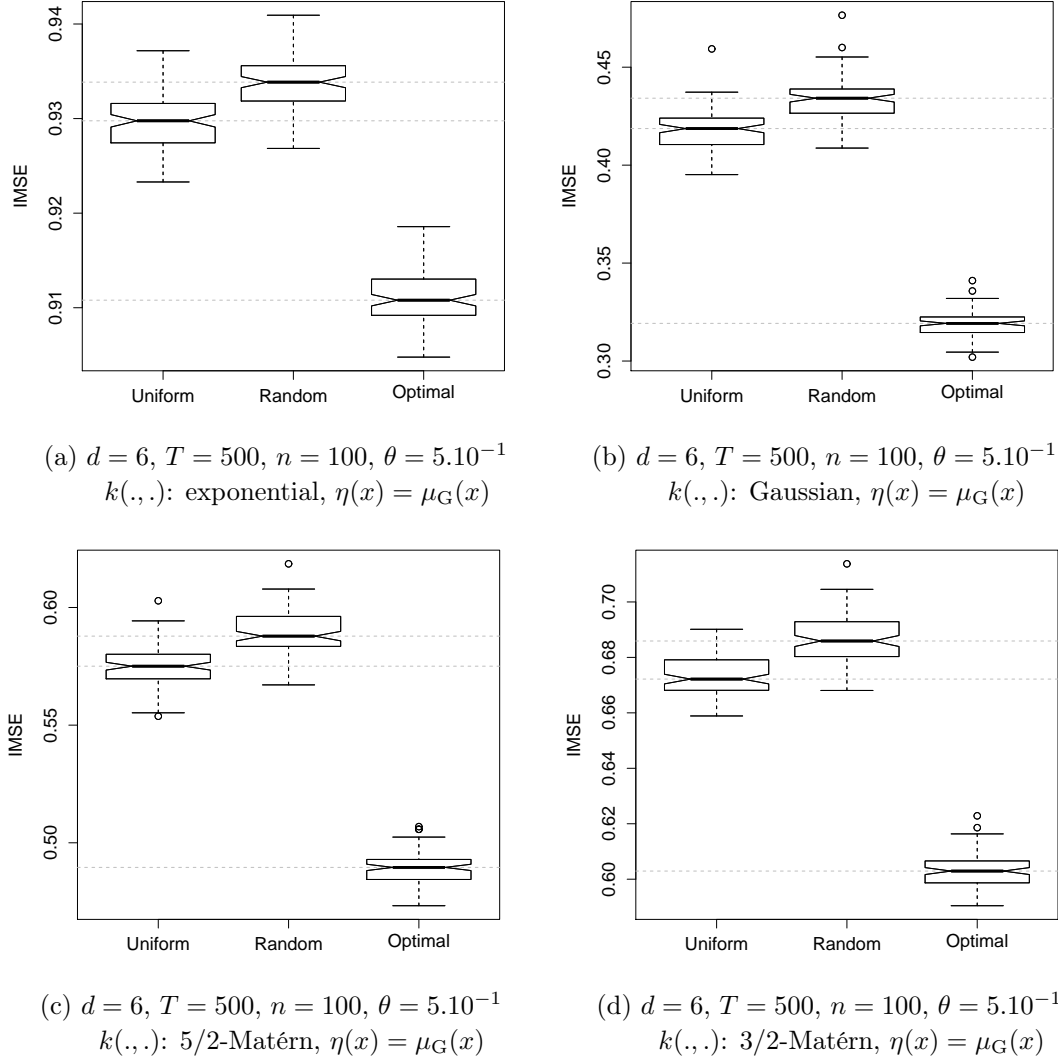 0.94
0.93
0.92
0.91
IMSE
Uniform Random Optimal
(a) d = 6, T = 500, n = 100, θ = 5.10⁻¹
k(., .): exponential, η(x) = μ_G(x)
0.45
0.40
0.35
0.30
IMSE
Uniform Random Optimal
(b) d = 6, T = 500, n = 100, θ = 5.10⁻¹
k(., .): Gaussian, η(x) = μ_G(x)
0.60
0.55
0.50
IMSE
Uniform Random Optimal
(c) d = 6, T = 500, n = 100, θ = 5.10⁻¹
k(., .): 5/2-Matérn, η(x) = μ_G(x)
0.70
0.68
0.66
0.64
0.62
0.60
IMSE
Uniform Random Optimal
(d) d = 6, T = 500, n = 100, θ = 5.10⁻¹
k(., .): 3/2-Matérn, η(x) = μ_G(x)